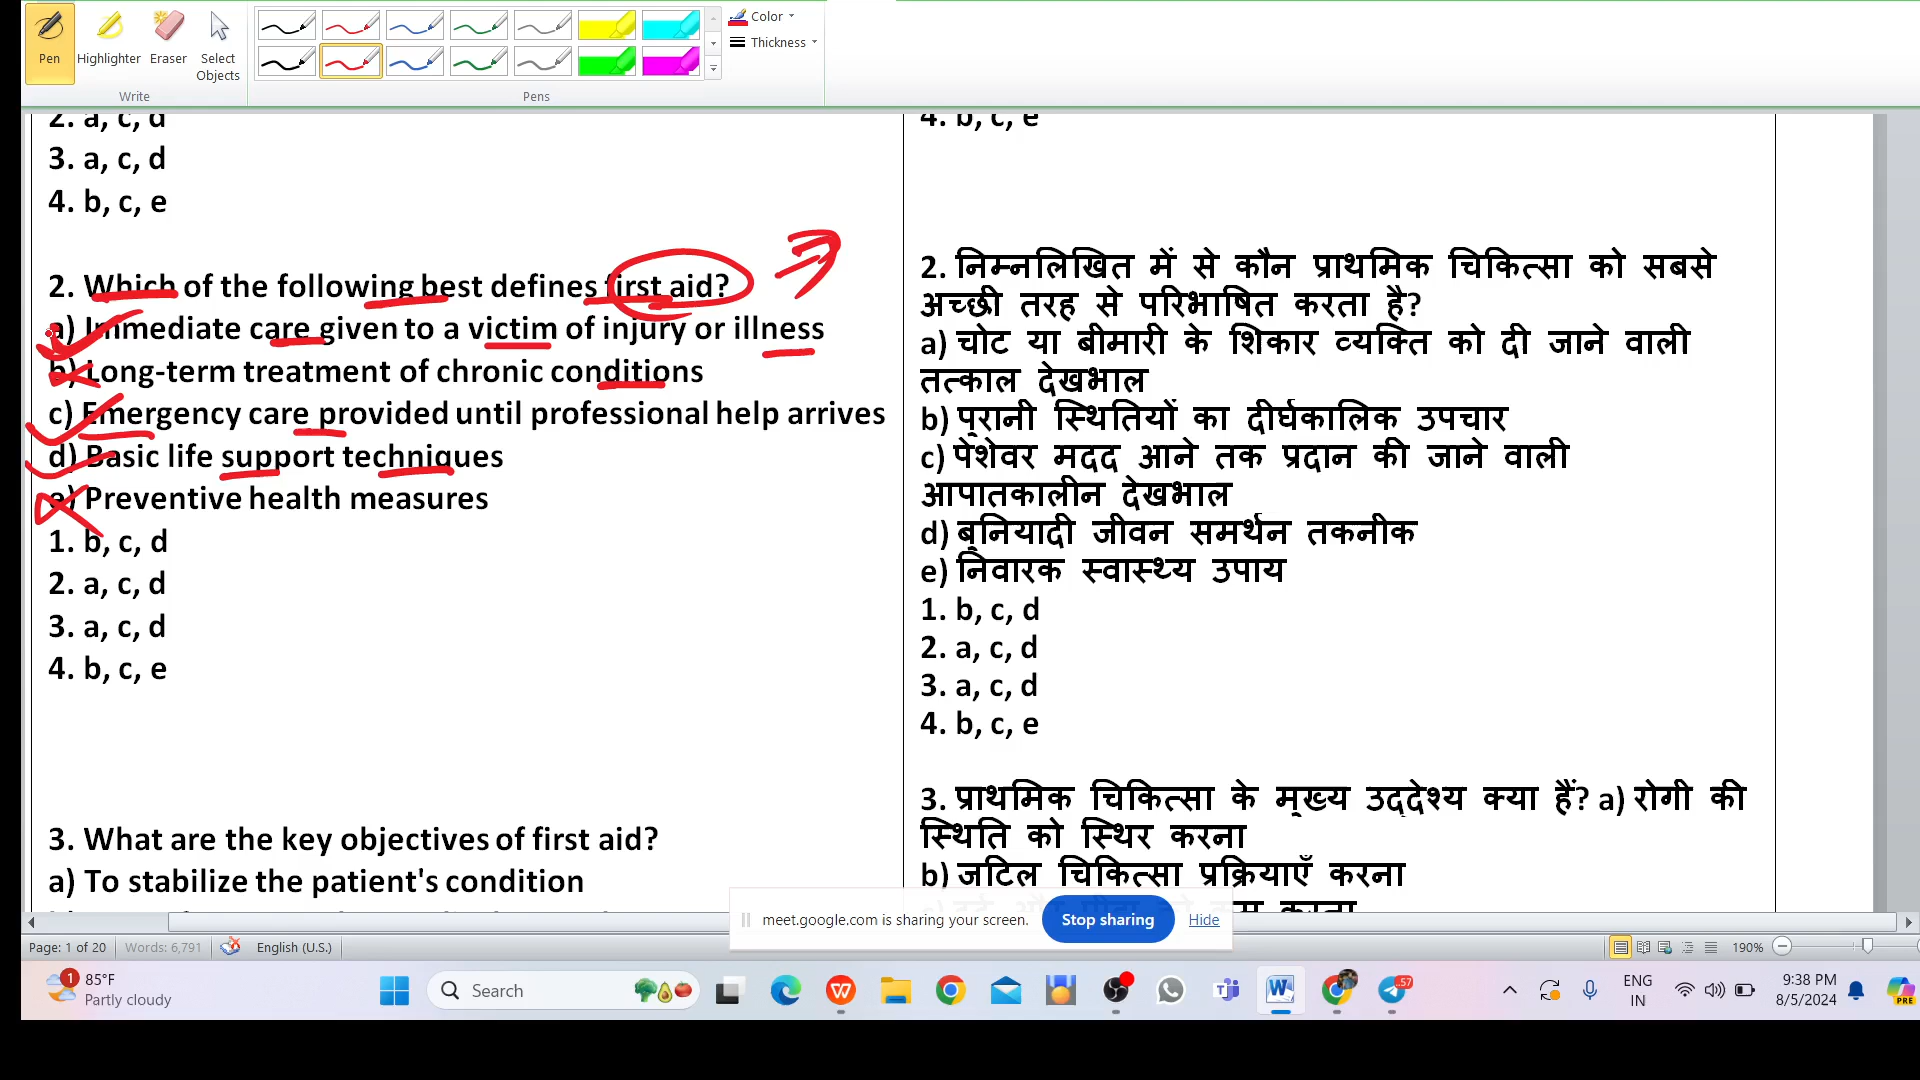 Pen
Highlighter
Eraser
Select
Objects
Write
Pens
Color
Thickness
2. a, c, d
3. a, c, d
4. b, c, e
2. Which of the following best defines first aid?
a) Immediate care given to a victim of injury or illness
b) Long-term treatment of chronic conditions
c) Emergency care provided until professional help arrives
d) Basic life support techniques
e) Preventive health measures
1. b, c, d
2. a, c, d
3. a, c, d
4. b, c, e
3. What are the key objectives of first aid?
a) To stabilize the patient's condition
4. b, c, e
2. निम्नलिखित में से कौन प्राथमिक चिकित्सा को सबसे
अच्छी तरह से परिभाषित करता है?
a) चोट या बीमारी के शिकार व्यक्ति को दी जाने वाली
तत्काल देखभाल
b) पुरानी स्थितियों का दीर्घकालिक उपचार
c) पेशेवर मदद आने तक प्रदान की जाने वाली
आपातकालीन देखभाल
d) बुनियादी जीवन समर्थन तकनीक
e) निवारक स्वास्थ्य उपाय
1. b, c, d
2. a, c, d
3. a, c, d
4. b, c, e
3. प्राथमिक चिकित्सा के मुख्य उद्देश्य क्या हैं? a) रोगी की
स्थिति को स्थिर करना
b) जटिल चिकित्सा प्रक्रियाएँ करना
meet.google.com is sharing your screen.
Stop sharing
Hide
Page: 1 of 20
Words: 6,791
English (U.S.)
190%
1
85°F
Partly cloudy
Search
57
ENG
IN
9:38 PM
8/5/2024
PRE